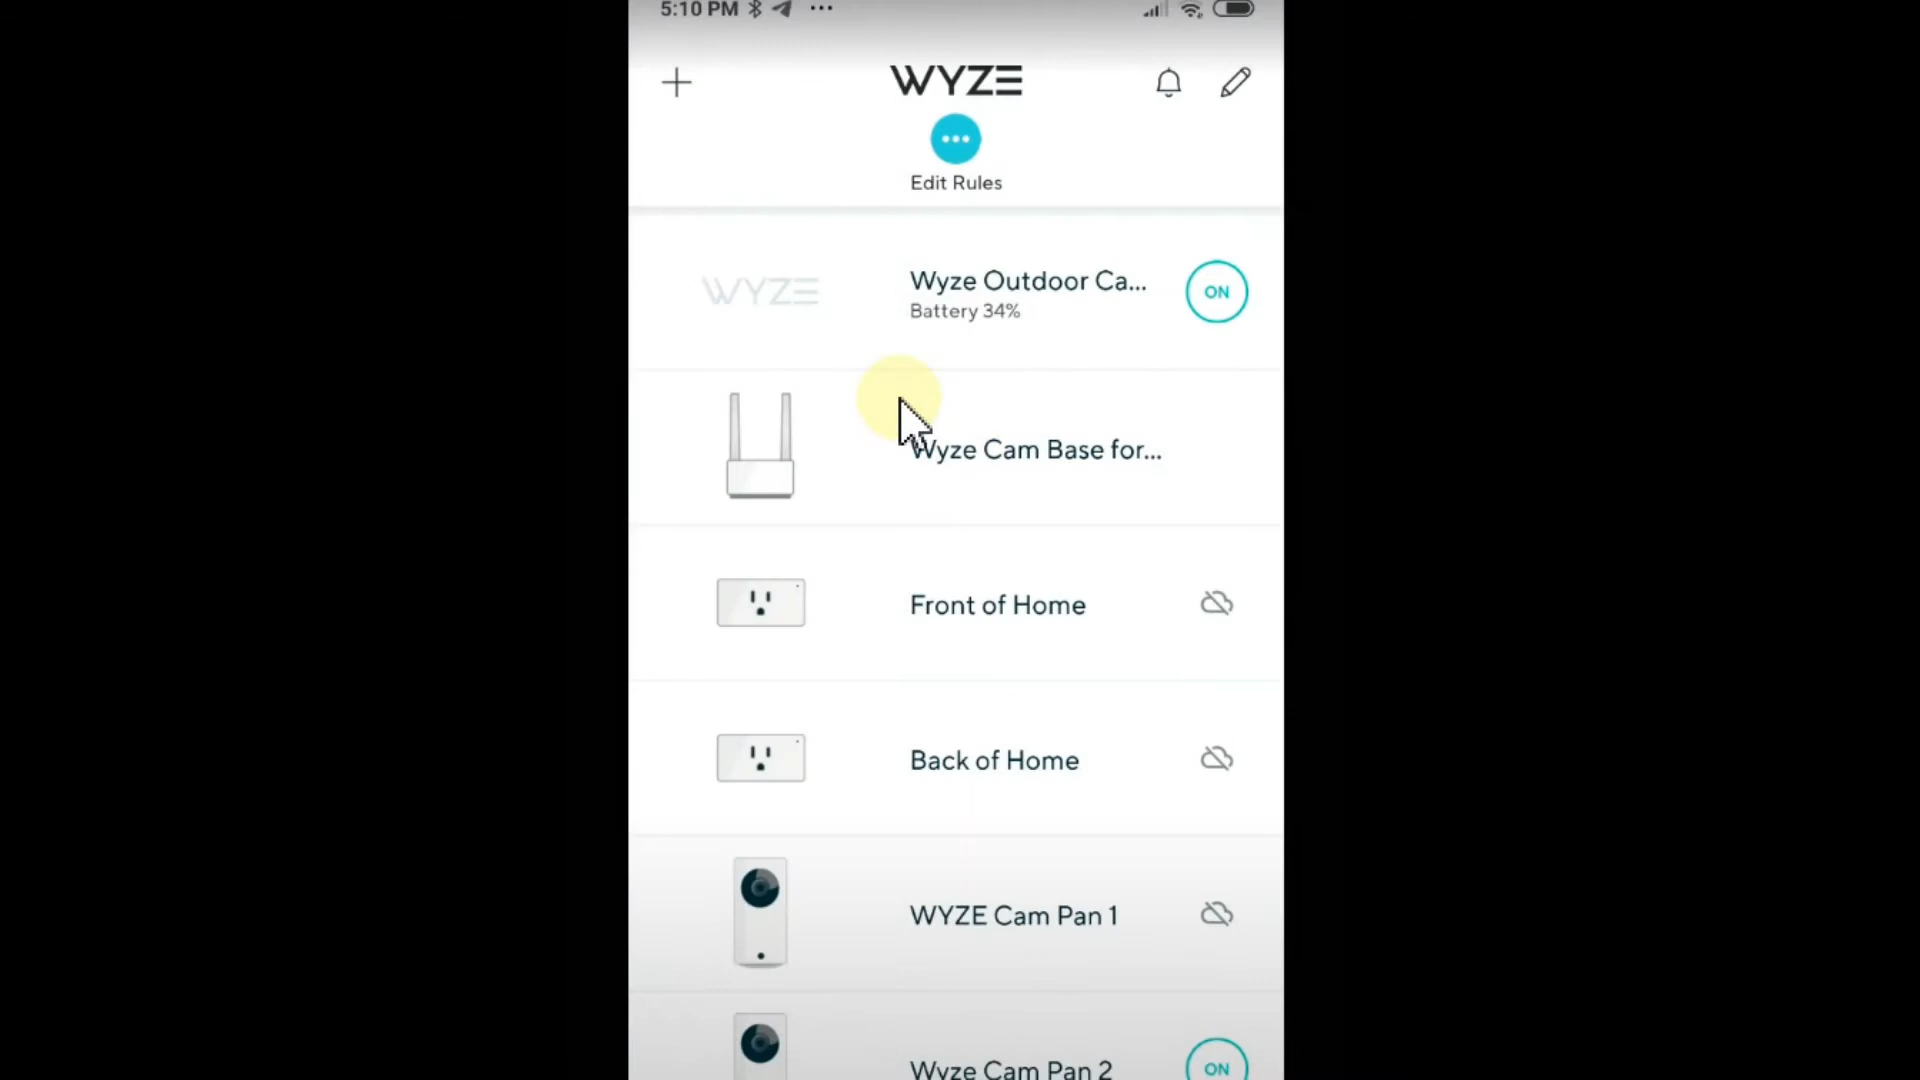 5:10 PM
WYZE
Edit Rules
WYZE
Wyze Outdoor Ca...
Battery 34%
ON
Wyze Cam Base for...
Front of Home
Back of Home
WYZE Cam Pan 1
Wyze Cam Pan 2
ON